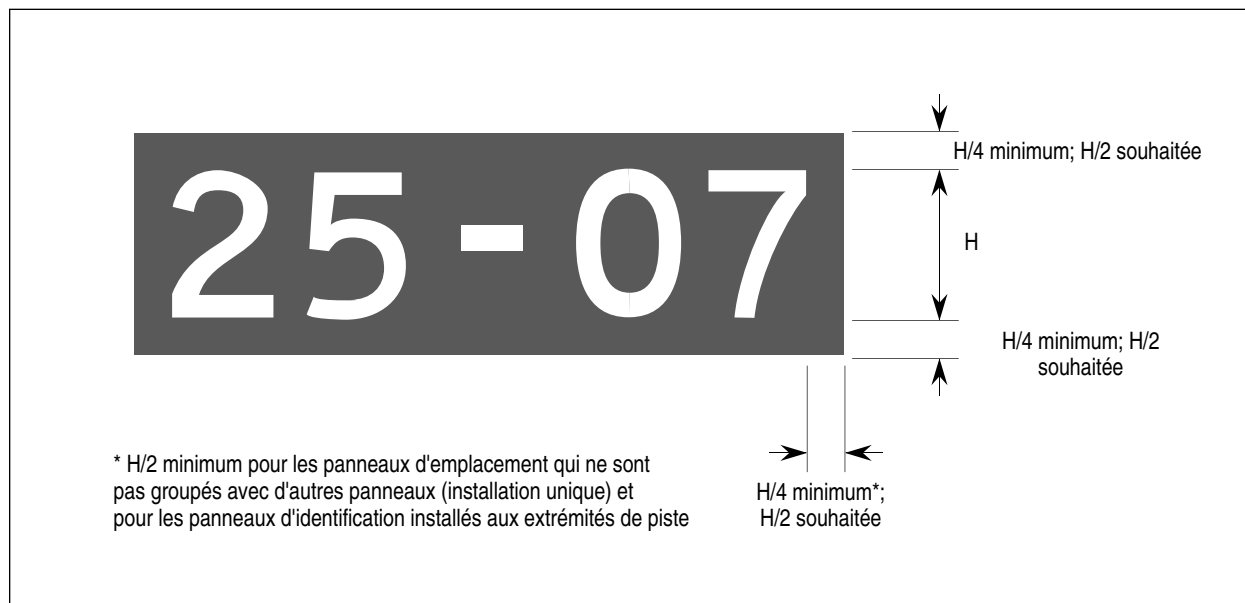 H/4 minimum; H/2 souhaitée
25-07
H
H/4 minimum; H/2
souhaitée
* H/2 minimum pour les panneaux d'emplacement qui ne sont
pas groupés avec d'autres panneaux (installation unique) et
pour les panneaux d'identification installés aux extrémités de piste
H/4 minimum*;
H/2 souhaitée